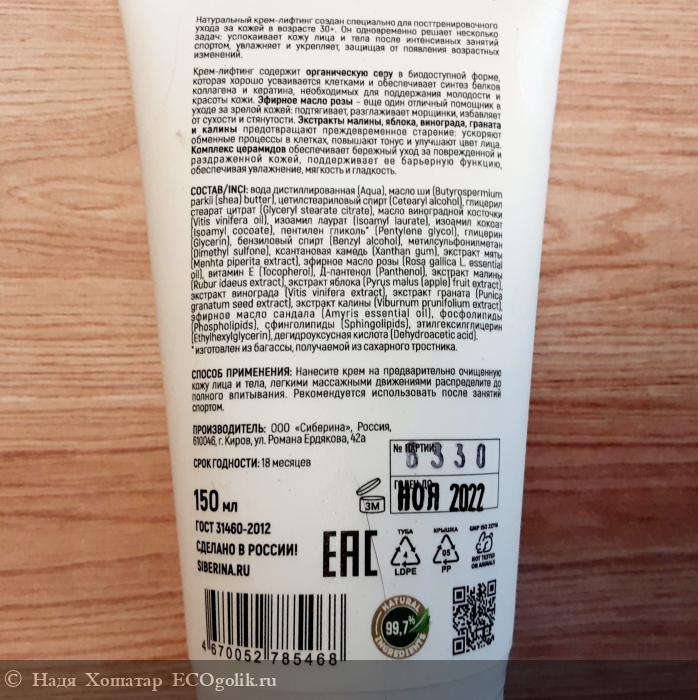 Натуральный крем-лифтинг создан специально для посттренировочного
ухода за кожей в возрасте 30+. Он одновременно решает несколько
задач: успокаивает кожу лица и тела после интенсивных занятий
спортом, увлажняет и укрепляет, защищая от появления возрастных
изменений.
Крем-лифтинг содержит органическую серу в биодоступной форме,
которая хорошо усваивается клетками и обеспечивает синтез белков
коллагена и кератина, необходимых для поддержания молодости и
красоты кожи. Эфирное масло розы – еще один отличный помощник в
уходе за зрелой кожей: подтягивает, разглаживает морщинки, избавляет
от сухости и стянутости. Экстракты малины, яблока, винограда, граната
и калины предотвращают преждевременное старение: ускоряют
обменные процессы в клетках, повышают тонус и улучшают цвет лица.
Комплекс церамидов обеспечивает бережный уход за поврежденной и
раздраженной кожей, поддерживает ее барьерную функцию,
обеспечивая увлажнение, мягкость и гладкость.
СОСТАВ/INCI: вода дистиллированная (Aqua), масло ши (Butyrospermum
parkii (shea) butter), цетилстеариловый спирт (Cetearyl alcohol), глицерил
стеарат цитрат (Glyceryl stearate citrate), масло виноградной косточки
(Vitis vinifera oil), изоамил лаурат (Isoamyl laurate), изоамил кокоат
(Isoamyl cocoate), пентилен гликоль* (Pentylene glycol), глицерин
(Glycerin), бензиловый спирт (Benzyl alcohol), метилсульфонилметан
(Dimethyl sulfone), ксантановая камедь (Xanthan gum), экстракт мяты
(Menhta piperita extract), эфирное масло розы (Rosa gallica L. essential
oil), витамин Е (Tocopherol), Д-пантенол (Panthenol), экстракт малины
(Rubur idaeus extract), экстракт яблока (Pyrus malus (apple) fruit extract),
экстракт винограда (Vitis vinifera extract), экстракт граната (Punica
granatum seed extract), экстракт калины (Viburnum prunifolium extract),
эфирное масло сандала (Amyris essential oil), фосфолипиды
(Phospholipids), сфинголипиды (Sphingolipids), этилгексилглицерин
(Ethylhexylglycerin), дегидроуксусная кислота (Dehydroacetic acid).
*изготовлен из багассы, получаемой из сахарного тростника.
СПОСОБ ПРИМЕНЕНИЯ: Нанесите крем на предварительно очищенную
кожу лица и тела, легкими массажными движениями распределите до
полного впитывания. Рекомендуется использовать после занятий
спортом.
ПРОИЗВОДИТЕЛЬ: ООО «Сиберина», Россия,
610046, г. Киров, ул. Романа Ердякова, 42а
СРОК ГОДНОСТИ: 18 месяцев
№ ПАРТИИ:
8330
ГОДЕН ДО:
НОЯ 2022
3М
150 мл
ГОСТ 31460-2012
СДЕЛАНО В РОССИИ!
SIBERINA.RU
EAC
ТУБА
4
LDPE
КРЫШКА
05
PP
GMP ISO 22716
NOT TESTED
ON ANIMALS
NATURAL
99,7%
INGREDIENTS
4 670052 785468
© Надя Хошатар ECOgolik.ru